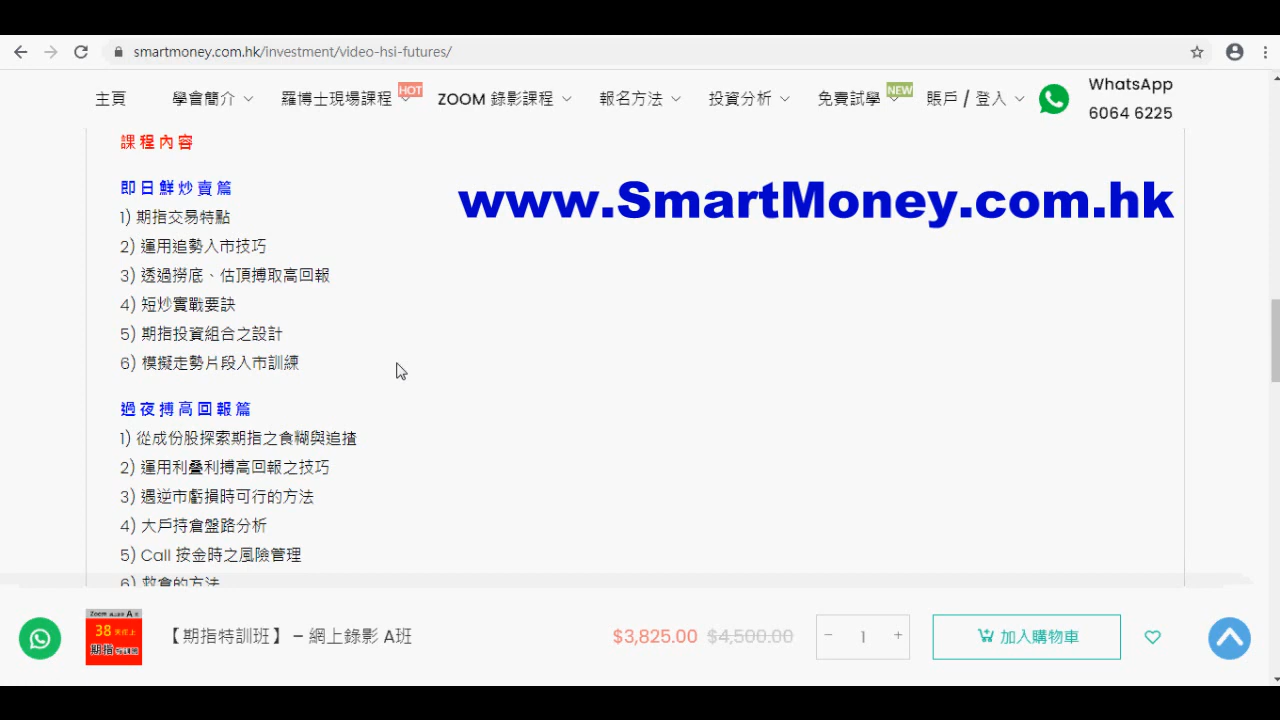 smartmoney.com.hk/investment/video-hsi-futures/
主頁 學會簡介 羅博士現場課程 HOT ZOOM 錄影課程 報名方法 投資分析 免費試學 NEW 賬戶 / 登入 WhatsApp
6064 6225
課程內容
即日鮮炒賣篇
www.SmartMoney.com.hk
1) 期指交易特點
2) 運用追勢入市技巧
3) 透過撈底、估頂搏取高回報
4) 短炒實戰要訣
5) 期指投資組合之設計
6) 模擬走勢片段入市訓練
過夜搏高回報篇
1) 從成份股探索期指之食糊與追揸
2) 運用利叠利搏高回報之技巧
3) 遇逆市虧損時可行的方法
4) 大戶持倉盤路分析
5) Call 按金時之風險管理
6) 救倉的方法
38
期指
【期指特訓班】 – 網上錄影 A班
$3,825.00 $4,500.00
− 1 +
加入購物車